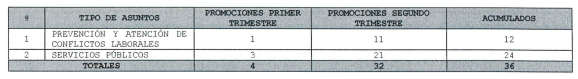 # TIPO DE ASUNTOS PROMOCIONES PRIMER TRIMESTRE PROMOCIONES SEGUNDO TRIMESTRE ACUMULADOS
1 PREVENCIÓN Y ATENCIÓN DE CONFLICTOS LABORALES 1 11 12
2 SERVICIOS PÚBLICOS 3 21 24
TOTALES 4 32 36